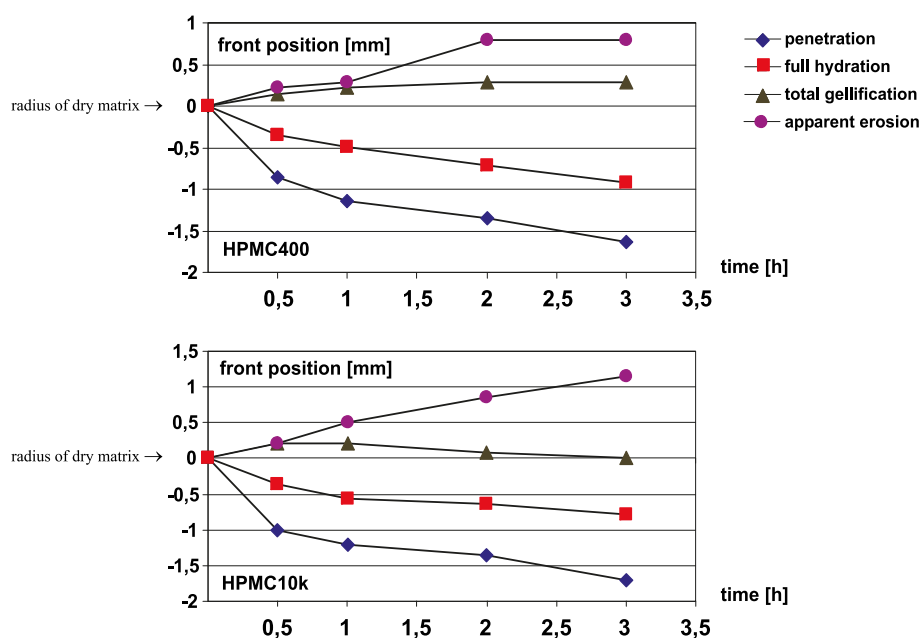 1
front position [mm]
0,5
radius of dry matrix →
0
-0,5
-1
-1,5
HPMC400
-2
time [h]
0,5 1 1,5 2 2,5 3 3,5
penetration
full hydration
total gellification
apparent erosion
1,5
front position [mm]
1
0,5
radius of dry matrix →
0
-0,5
-1
-1,5
HPMC10k
-2
time [h]
0,5 1 1,5 2 2,5 3 3,5